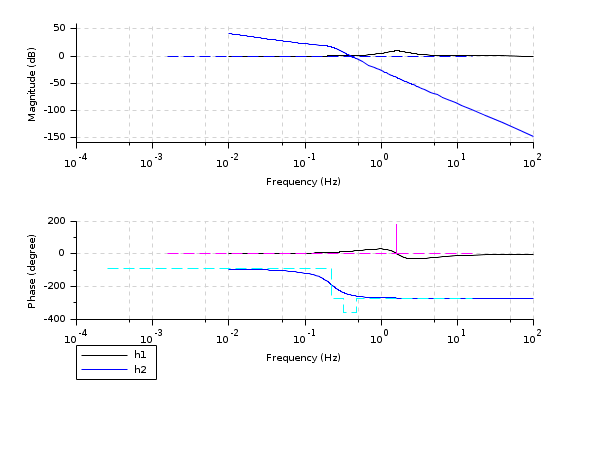 50
0
-50
-100
-150
Magnitude (dB)
10^-4 10^-3 10^-2 10^-1 10^0 10^1 10^2
Frequency (Hz)
200
0
-200
-400
Phase (degree)
10^-4 10^-3 10^-2 10^-1 10^0 10^1 10^2
Frequency (Hz)
h1
h2